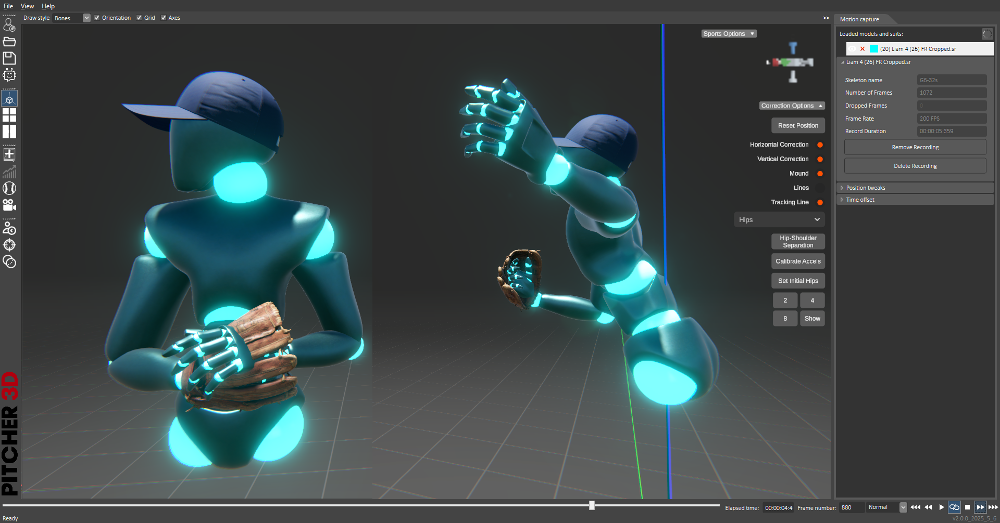 File View Help
Draw style Bones Orientation Grid Axes >>
Sports Options
Correction Options
Reset Position
Horizontal Correction
Vertical Correction
Mound
Lines
Tracking Line
Hips
Hip-Shoulder
Separation
Calibrate Accels
Set Initial Hips
2 4
8 Show
Motion capture
Loaded models and suits:
(20) Liam 4 (26) FR Cropped.sr
Liam 4 (26) FR Cropped.sr
Skeleton name G6-32s
Number of Frames 1072
Dropped Frames 0
Frame Rate 200 FPS
Record Duration 00:00:05:359
Remove Recording
Delete Recording
Position tweaks
Time offset
PITCHER 3D
Elapsed time: 00:00:04:4 Frame number: 880 Normal
Ready
v2.0.0_2025_5_6